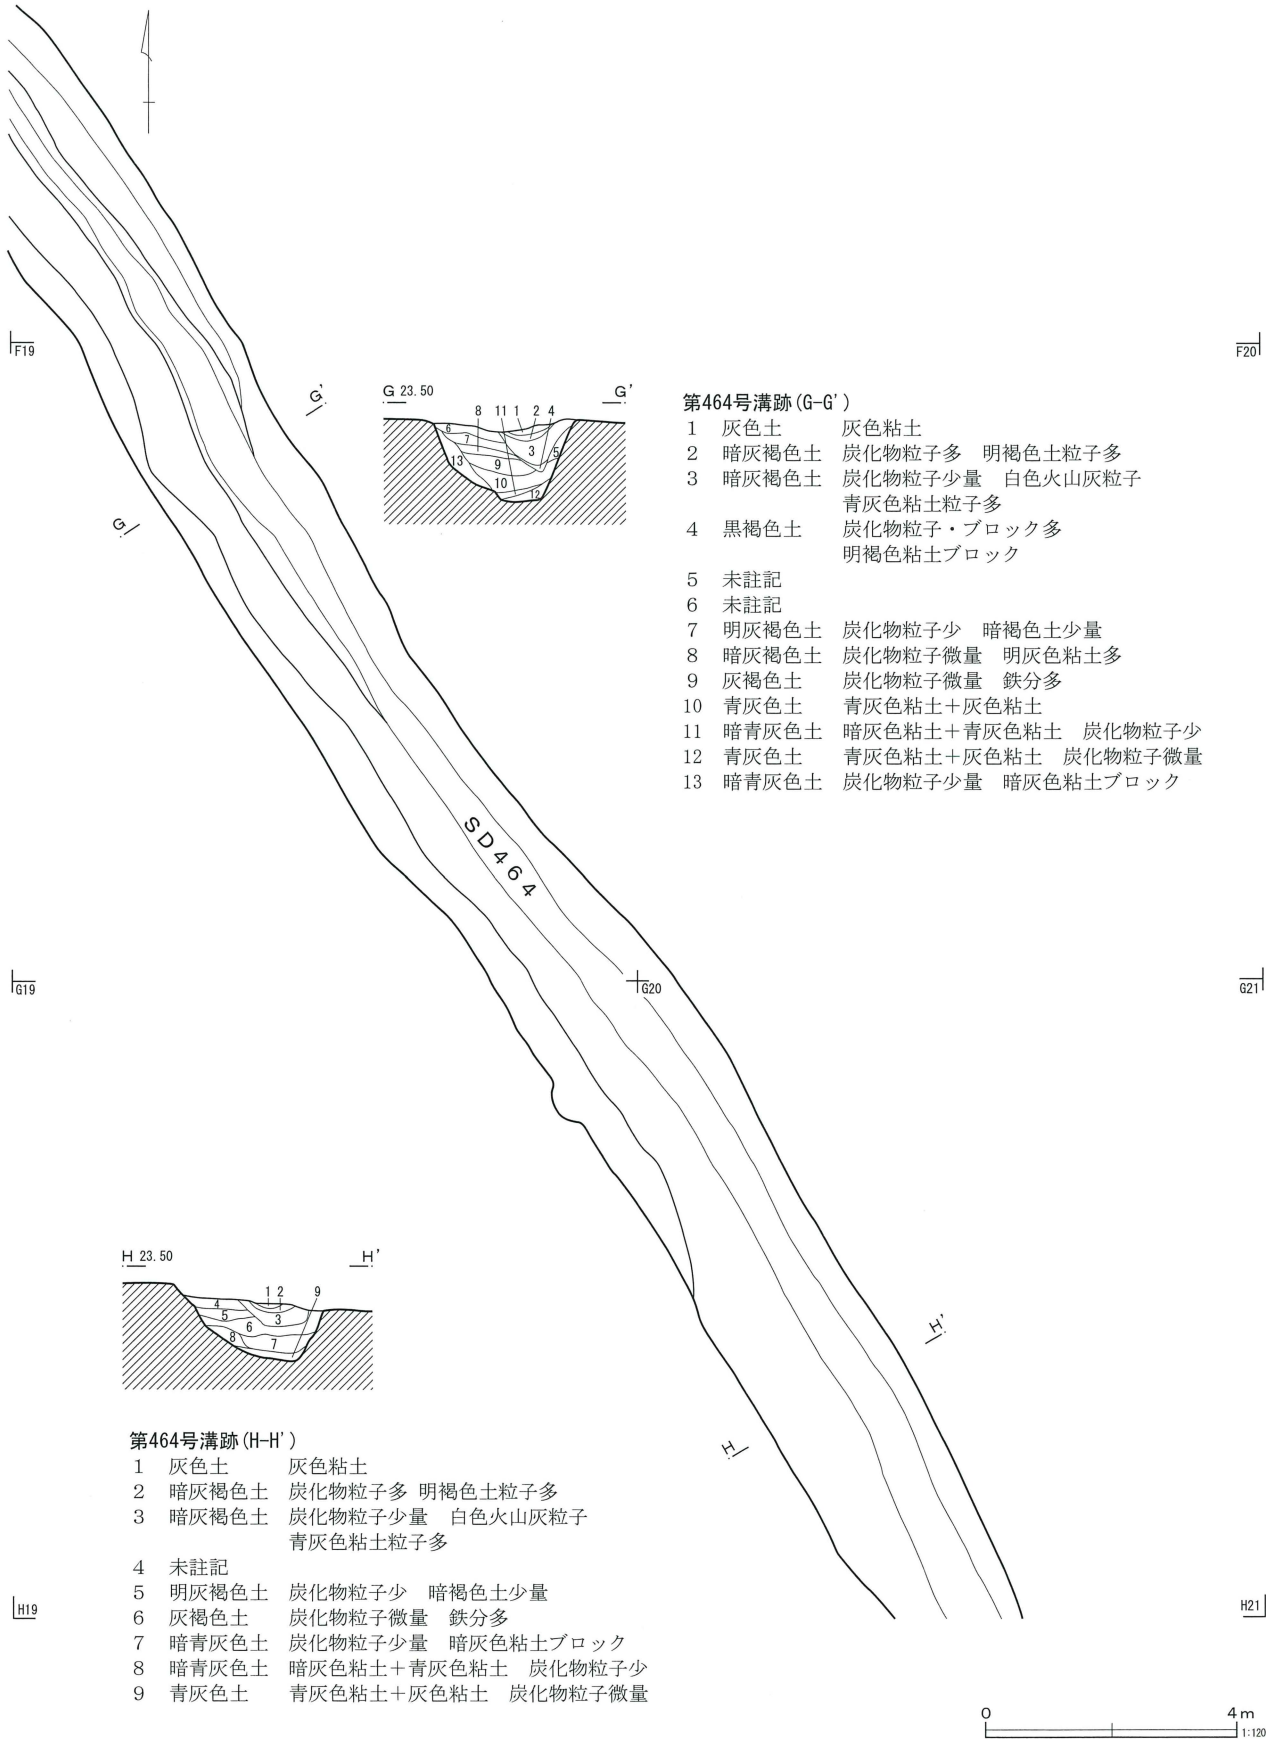 F19
F20
G'
G 23.50
G'
8 11 1 2 4
6
7
3
5
13
9
10
12
第464号溝跡(G-G')
1 灰色土 灰色粘土
2 暗灰褐色土 炭化物粒子多 明褐色土粒子多
3 暗灰褐色土 炭化物粒子少量 白色火山灰粒子
青灰色粘土粒子多
4 黒褐色土 炭化物粒子・ブロック多
明褐色粘土ブロック
5 未註記
6 未註記
7 明灰褐色土 炭化物粒子少 暗褐色土少量
8 暗灰褐色土 炭化物粒子微量 明灰色粘土多
9 灰褐色土 炭化物粒子微量 鉄分多
10 青灰色土 青灰色粘土+灰色粘土
11 暗青灰色土 暗灰色粘土+青灰色粘土 炭化物粒子少
12 青灰色土 青灰色粘土+灰色粘土 炭化物粒子微量
13 暗青灰色土 炭化物粒子少量 暗灰色粘土ブロック
G
SD464
G19
G20
G21
H 23.50
H'
1 2 9
4
5
3
6
8
7
H'
H
第464号溝跡(H-H')
1 灰色土 灰色粘土
2 暗灰褐色土 炭化物粒子多 明褐色土粒子多
3 暗灰褐色土 炭化物粒子少量 白色火山灰粒子
青灰色粘土粒子多
4 未註記
5 明灰褐色土 炭化物粒子少 暗褐色土少量
6 灰褐色土 炭化物粒子微量 鉄分多
7 暗青灰色土 炭化物粒子少量 暗灰色粘土ブロック
8 暗青灰色土 暗灰色粘土+青灰色粘土 炭化物粒子少
9 青灰色土 青灰色粘土+灰色粘土 炭化物粒子微量
H19
H21
0 4m
1:120